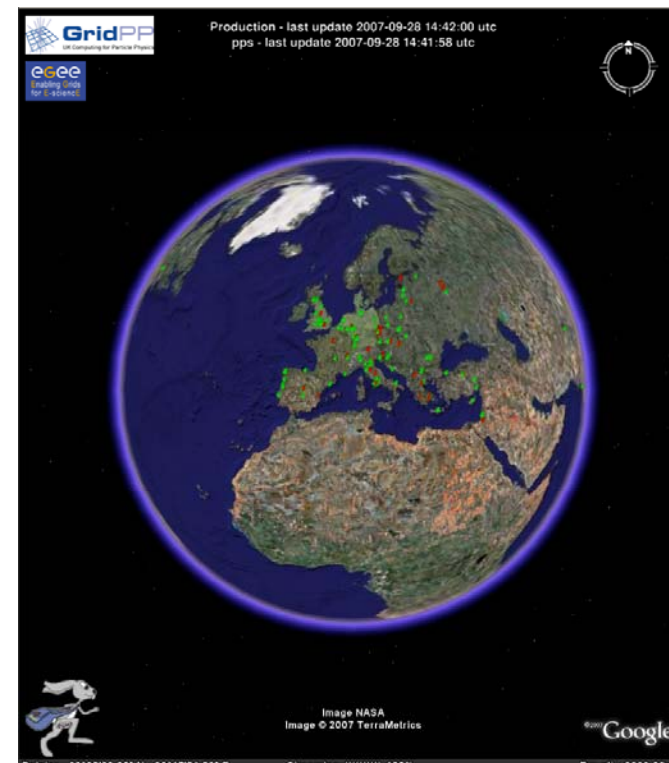 GridPP
UK Computing for Particle Physics
Production - last update 2007-09-28 14:42:00 utc
pps - last update 2007-09-28 14:41:58 utc
N
eGee
Enabling Grids
for E-sciencE
Image NASA
Image © 2007 TerraMetrics
©2007 Google